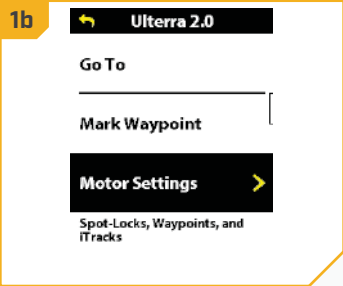 1b
Ulterra 2.0
Go To
Mark Waypoint
Motor Settings
Spot-Locks, Waypoints, and
iTracks